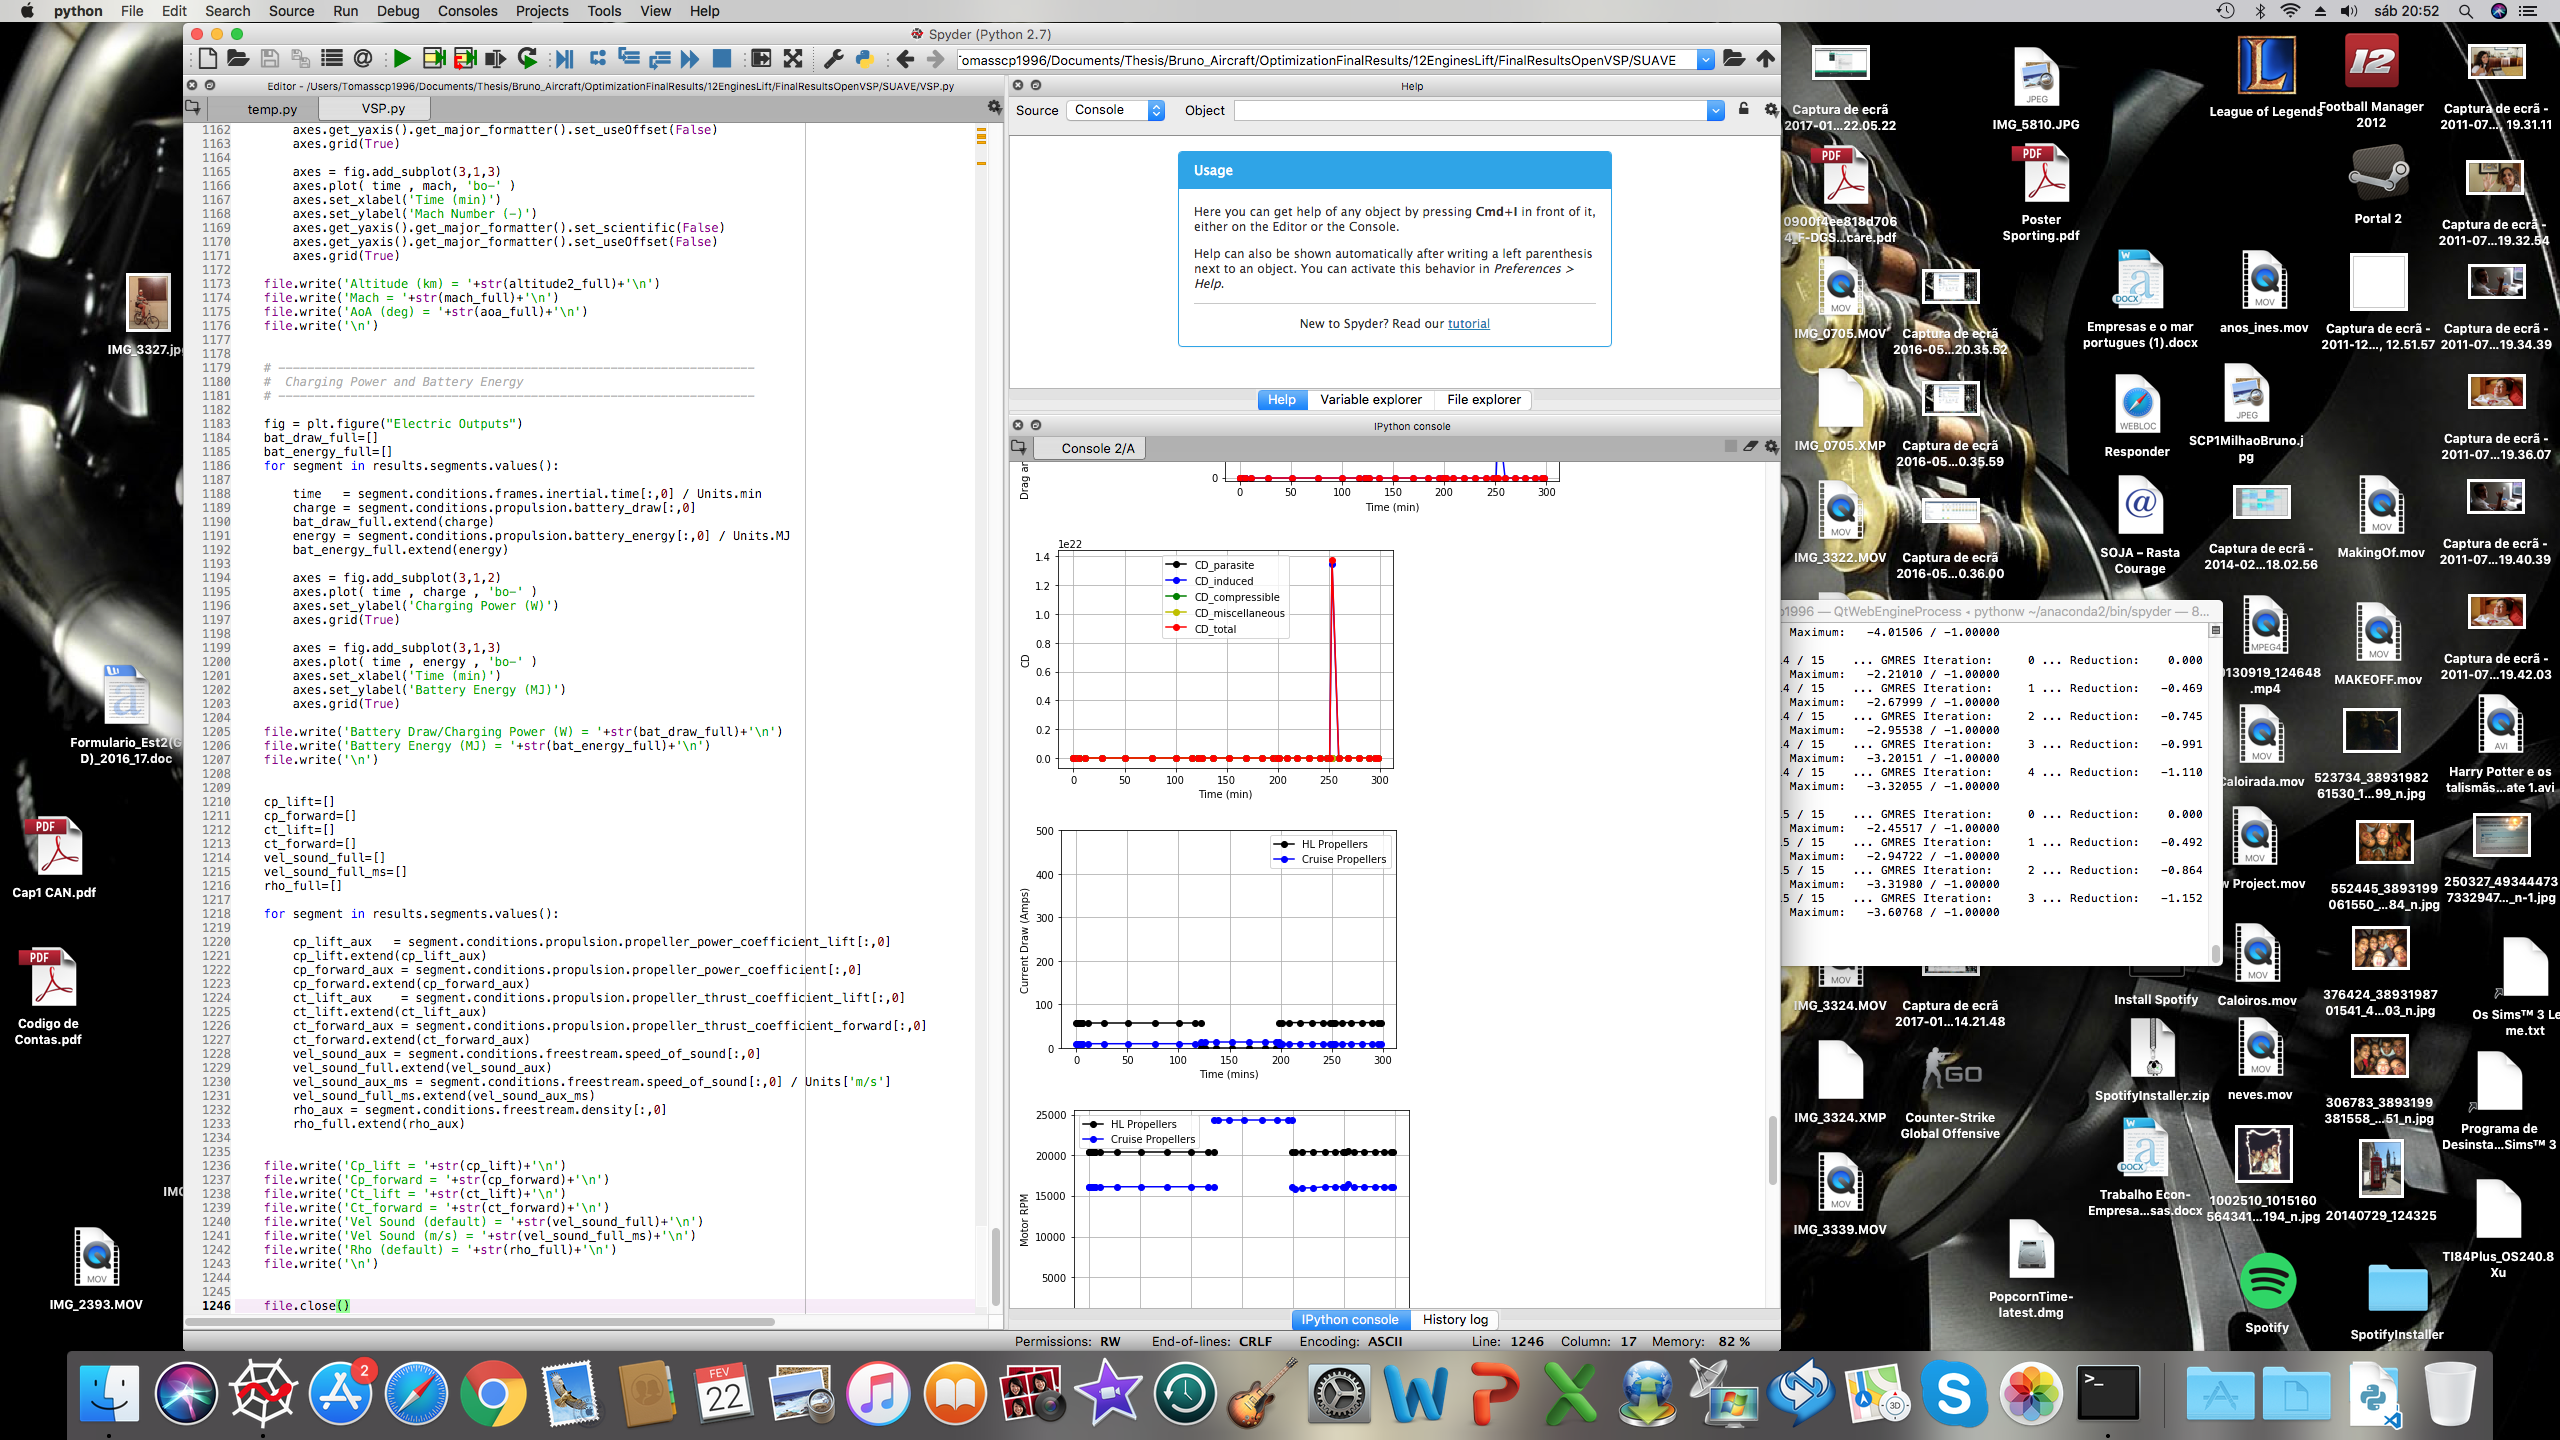 python File Edit Search Source Run Debug Consoles Projects Tools View Help
sáb 20:52
Spyder (Python 2.7)
omasscp1996/Documents/Thesis/Bruno_Aircraft/OptimizationFinalResults/12EnginesLift/FinalResultsOpenVSP/SUAVE
Editor - /Users/Tomasscp1996/Documents/Thesis/Bruno_Aircraft/OptimizationFinalResults/12EnginesLift/FinalResultsOpenVSP/SUAVE/VSP.py
temp.py
VSP.py
1162 axes.get_yaxis().get_major_formatter().set_useOffset(False)
1163 axes.grid(True)
1164
1165 axes = fig.add_subplot(3,1,3)
1166 axes.plot( time , mach, 'bo-' )
1167 axes.set_xlabel('Time (min)')
1168 axes.set_ylabel('Mach Number (-)')
1169 axes.get_yaxis().get_major_formatter().set_scientific(False)
1170 axes.get_yaxis().get_major_formatter().set_useOffset(False)
1171 axes.grid(True)
1172
1173 file.write('Altitude (km) = '+str(altitude2_full)+'\n')
1174 file.write('Mach = '+str(mach_full)+'\n')
1175 file.write('AoA (deg) = '+str(aoa_full)+'\n')
1176 file.write('\n')
1177
1178
1179 # ------------------------------------------------------------------
1180 #  Charging Power and Battery Energy
1181 # ------------------------------------------------------------------
1182
1183 fig = plt.figure("Electric Outputs")
1184 bat_draw_full=[]
1185 bat_energy_full=[]
1186 for segment in results.segments.values():
1187
1188 time   = segment.conditions.frames.inertial.time[:,0] / Units.min
1189 charge = segment.conditions.propulsion.battery_draw[:,0]
1190 bat_draw_full.extend(charge)
1191 energy = segment.conditions.propulsion.battery_energy[:,0] / Units.MJ
1192 bat_energy_full.extend(energy)
1193
1194 axes = fig.add_subplot(3,1,2)
1195 axes.plot( time , charge , 'bo-' )
1196 axes.set_ylabel('Charging Power (W)')
1197 axes.grid(True)
1198
1199 axes = fig.add_subplot(3,1,3)
1200 axes.plot( time , energy , 'bo-' )
1201 axes.set_xlabel('Time (min)')
1202 axes.set_ylabel('Battery Energy (MJ)')
1203 axes.grid(True)
1204
1205 file.write('Battery Draw/Charging Power (W) = '+str(bat_draw_full)+'\n')
1206 file.write('Battery Energy (MJ) = '+str(bat_energy_full)+'\n')
1207 file.write('\n')
1208
1209
1210 cp_lift=[]
1211 cp_forward=[]
1212 ct_lift=[]
1213 ct_forward=[]
1214 vel_sound_full=[]
1215 vel_sound_full_ms=[]
1216 rho_full=[]
1217
1218 for segment in results.segments.values():
1219
1220 cp_lift_aux   = segment.conditions.propulsion.propeller_power_coefficient_lift[:,0]
1221 cp_lift.extend(cp_lift_aux)
1222 cp_forward_aux = segment.conditions.propulsion.propeller_power_coefficient[:,0]
1223 cp_forward.extend(cp_forward_aux)
1224 ct_lift_aux    = segment.conditions.propulsion.propeller_thrust_coefficient_lift[:,0]
1225 ct_lift.extend(ct_lift_aux)
1226 ct_forward_aux = segment.conditions.propulsion.propeller_thrust_coefficient_forward[:,0]
1227 ct_forward.extend(ct_forward_aux)
1228 vel_sound_aux = segment.conditions.freestream.speed_of_sound[:,0]
1229 vel_sound_full.extend(vel_sound_aux)
1230 vel_sound_aux_ms = segment.conditions.freestream.speed_of_sound[:,0] / Units['m/s']
1231 vel_sound_full_ms.extend(vel_sound_aux_ms)
1232 rho_aux = segment.conditions.freestream.density[:,0]
1233 rho_full.extend(rho_aux)
1234
1235
1236 file.write('Cp_lift = '+str(cp_lift)+'\n')
1237 file.write('Cp_forward = '+str(cp_forward)+'\n')
1238 file.write('Ct_lift = '+str(ct_lift)+'\n')
1239 file.write('Ct_forward = '+str(ct_forward)+'\n')
1240 file.write('Vel Sound (default) = '+str(vel_sound_full)+'\n')
1241 file.write('Vel Sound (m/s) = '+str(vel_sound_full_ms)+'\n')
1242 file.write('Rho (default) = '+str(rho_full)+'\n')
1243 file.write('\n')
1244
1245
1246 file.close()
Help
Source Console Object
Usage
Here you can get help of any object by pressing Cmd+I in front of it,
either on the Editor or the Console.
Help can also be shown automatically after writing a left parenthesis
next to an object. You can activate this behavior in Preferences >
Help.
New to Spyder? Read our tutorial
Help Variable explorer File explorer
IPython console
Console 2/A
Drag ar
0
0 50 100 150 200 250 300
Time (min)
1e22
1.4
1.2
1.0
0.8
0.6
0.4
0.2
0.0
CD
CD_parasite
CD_induced
CD_compressible
CD_miscellaneous
CD_total
0 50 100 150 200 250 300
Time (min)
500
400
300
200
100
0
Current Draw (Amps)
HL Propellers
Cruise Propellers
0 50 100 150 200 250 300
Time (mins)
25000
20000
15000
10000
5000
Motor RPM
HL Propellers
Cruise Propellers
IPython console History log
Permissions: RW End-of-lines: CRLF Encoding: ASCII Line: 1246 Column: 17 Memory: 82 %
1996 — QtWebEngineProcess ◂ pythonw ~/anaconda2/bin/spyder — 8...
Maximum: -4.01506 / -1.00000
4 / 15 ... GMRES Iteration: 0 ... Reduction: 0.000
Maximum: -2.21010 / -1.00000
4 / 15 ... GMRES Iteration: 1 ... Reduction: -0.469
Maximum: -2.67999 / -1.00000
4 / 15 ... GMRES Iteration: 2 ... Reduction: -0.745
Maximum: -2.95538 / -1.00000
4 / 15 ... GMRES Iteration: 3 ... Reduction: -0.991
Maximum: -3.20151 / -1.00000
4 / 15 ... GMRES Iteration: 4 ... Reduction: -1.110
Maximum: -3.32055 / -1.00000
5 / 15 ... GMRES Iteration: 0 ... Reduction: 0.000
Maximum: -2.45517 / -1.00000
5 / 15 ... GMRES Iteration: 1 ... Reduction: -0.492
Maximum: -2.94722 / -1.00000
5 / 15 ... GMRES Iteration: 2 ... Reduction: -0.864
Maximum: -3.31980 / -1.00000
5 / 15 ... GMRES Iteration: 3 ... Reduction: -1.152
Maximum: -3.60768 / -1.00000
IMG_3327.jp
Formulario_Est2(G
D)_2016_17.doc
PDF
Cap1 CAN.pdf
PDF
Codigo de
Contas.pdf
IMG
MOV
IMG_2393.MOV
Captura de ecrã
2017-01...22.05.22
JPEG
IMG_5810.JPG
League of Legends
12
Football Manager
2012
Captura de ecrã -
2011-07..., 19.31.11
PDF
0900f4ee818d706
4_F-DGS...care.pdf
PDF
Poster
Sporting.pdf
Portal 2
Captura de ecrã -
2011-07...19.32.54
MOV
IMG_0705.MOV
Captura de ecrã
2016-05...20.35.52
DOCX
Empresas e o mar
portugues (1).docx
MOV
anos_ines.mov
Captura de ecrã -
2011-12..., 12.51.57
Captura de ecrã -
2011-07...19.34.39
IMG_0705.XMP
Captura de ecrã
2016-05...0.35.59
WEBLOC
Responder
JPEG
SCP1MilhaoBruno.j
pg
Captura de ecrã -
2011-07...19.36.07
MOV
IMG_3322.MOV
Captura de ecrã
2016-05...0.36.00
SOJA – Rasta
Courage
Captura de ecrã -
2014-02...18.02.56
MOV
MakingOf.mov
Captura de ecrã -
2011-07...19.40.39
MPEG4
0130919_124648
.mp4
MOV
MAKEOFF.mov
Captura de ecrã -
2011-07...19.42.03
MOV
Caloirada.mov
523734_38931982
61530_1...99_n.jpg
AVI
Harry Potter e os
talismãs...ate 1.avi
MOV
w Project.mov
552445_3893199
061550_...84_n.jpg
250327_49344473
7332947..._n-1.jpg
IMG_3324.MOV
Captura de ecrã
2017-01...14.21.48
Install Spotify
MOV
Caloiros.mov
376424_38931987
01541_4...03_n.jpg
Os Sims™ 3 Le
me.txt
IMG_3324.XMP
GO
Counter-Strike
Global Offensive
SpotifyInstaller.zip
MOV
neves.mov
306783_3893199
381558_...51_n.jpg
Programa de
Desinsta...Sims™ 3
MOV
IMG_3339.MOV
DOCX
Trabalho Econ-
Empresa...sas.docx
1002510_1015160
564341...194_n.jpg
20140729_124325
TI84Plus_OS240.8
Xu
PopcornTime-
latest.dmg
Spotify
SpotifyInstaller
2
FEV
22
3D